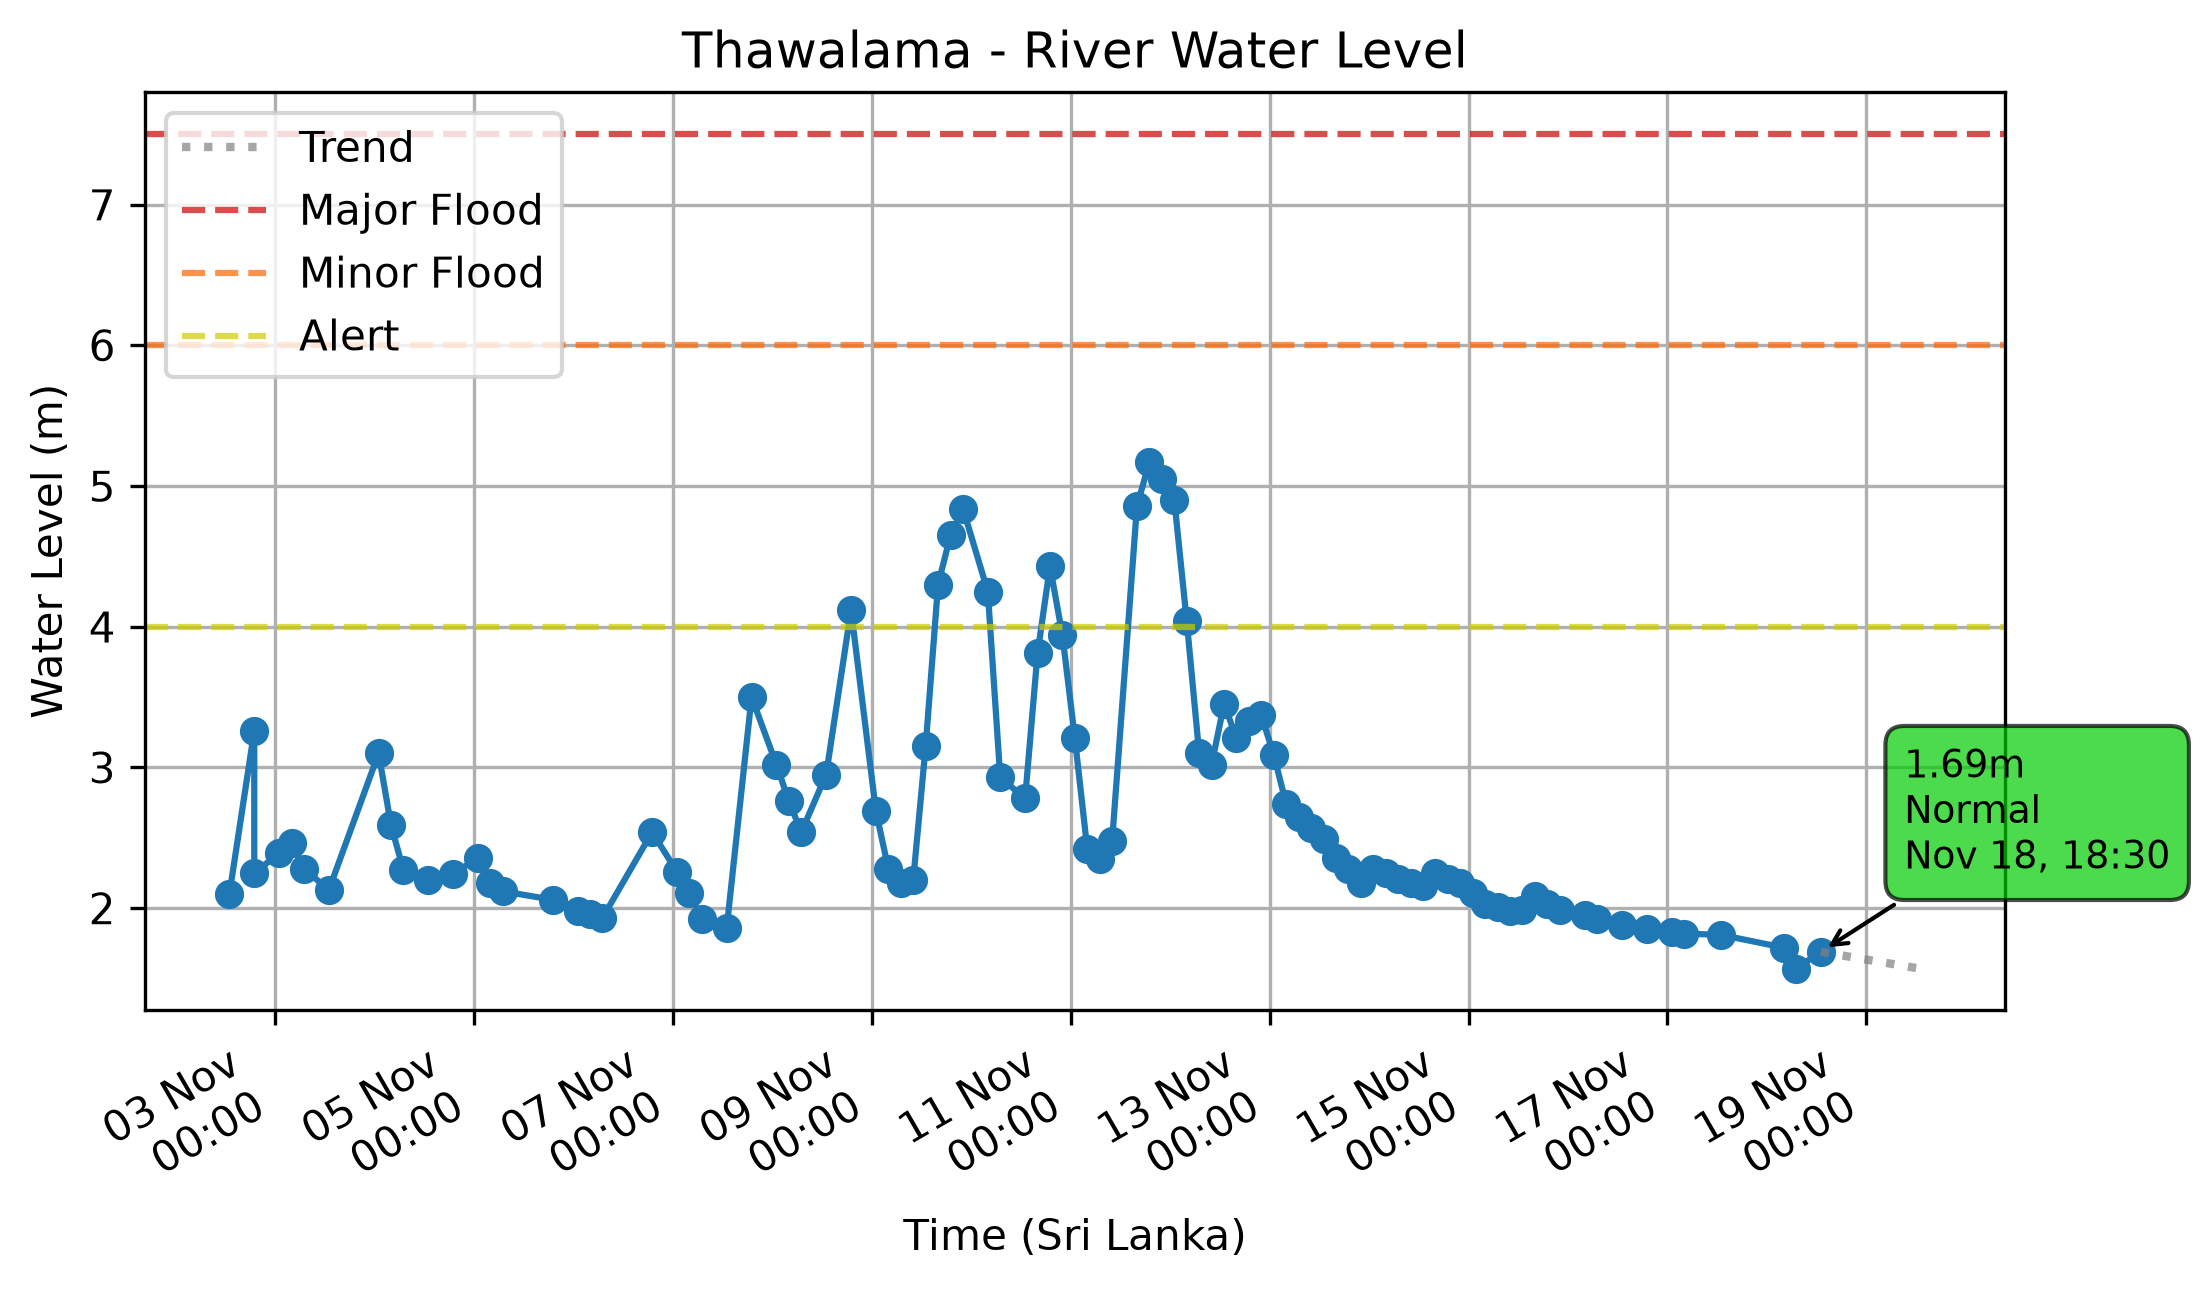 Thawalama - River Water Level
Trend
Major Flood
Minor Flood
Alert
Water Level (m)
7
6
5
4
3
2
1.69m
Normal
Nov 18, 18:30
03 Nov
00:00
05 Nov
00:00
07 Nov
00:00
09 Nov
00:00
11 Nov
00:00
13 Nov
00:00
15 Nov
00:00
17 Nov
00:00
19 Nov
00:00
Time (Sri Lanka)